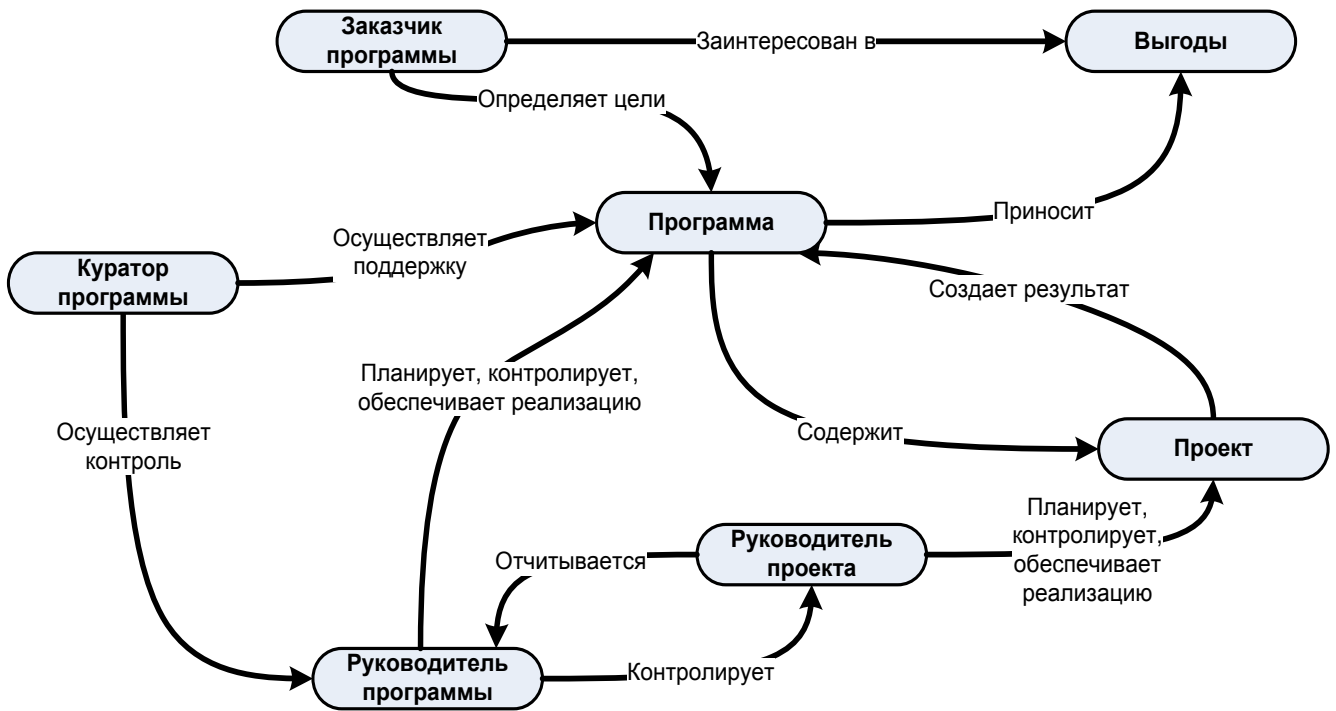 Заказчик
программы
Заинтересован в
Выгоды
Определяет цели
Программа
Приносит
Осуществляет
поддержку
Куратор
программы
Создает результат
Планирует, контролирует,
обеспечивает реализацию
Осуществляет
контроль
Содержит
Проект
Планирует,
контролирует,
обеспечивает
реализацию
Руководитель
проекта
Отчитывается
Руководитель
программы
Контролирует